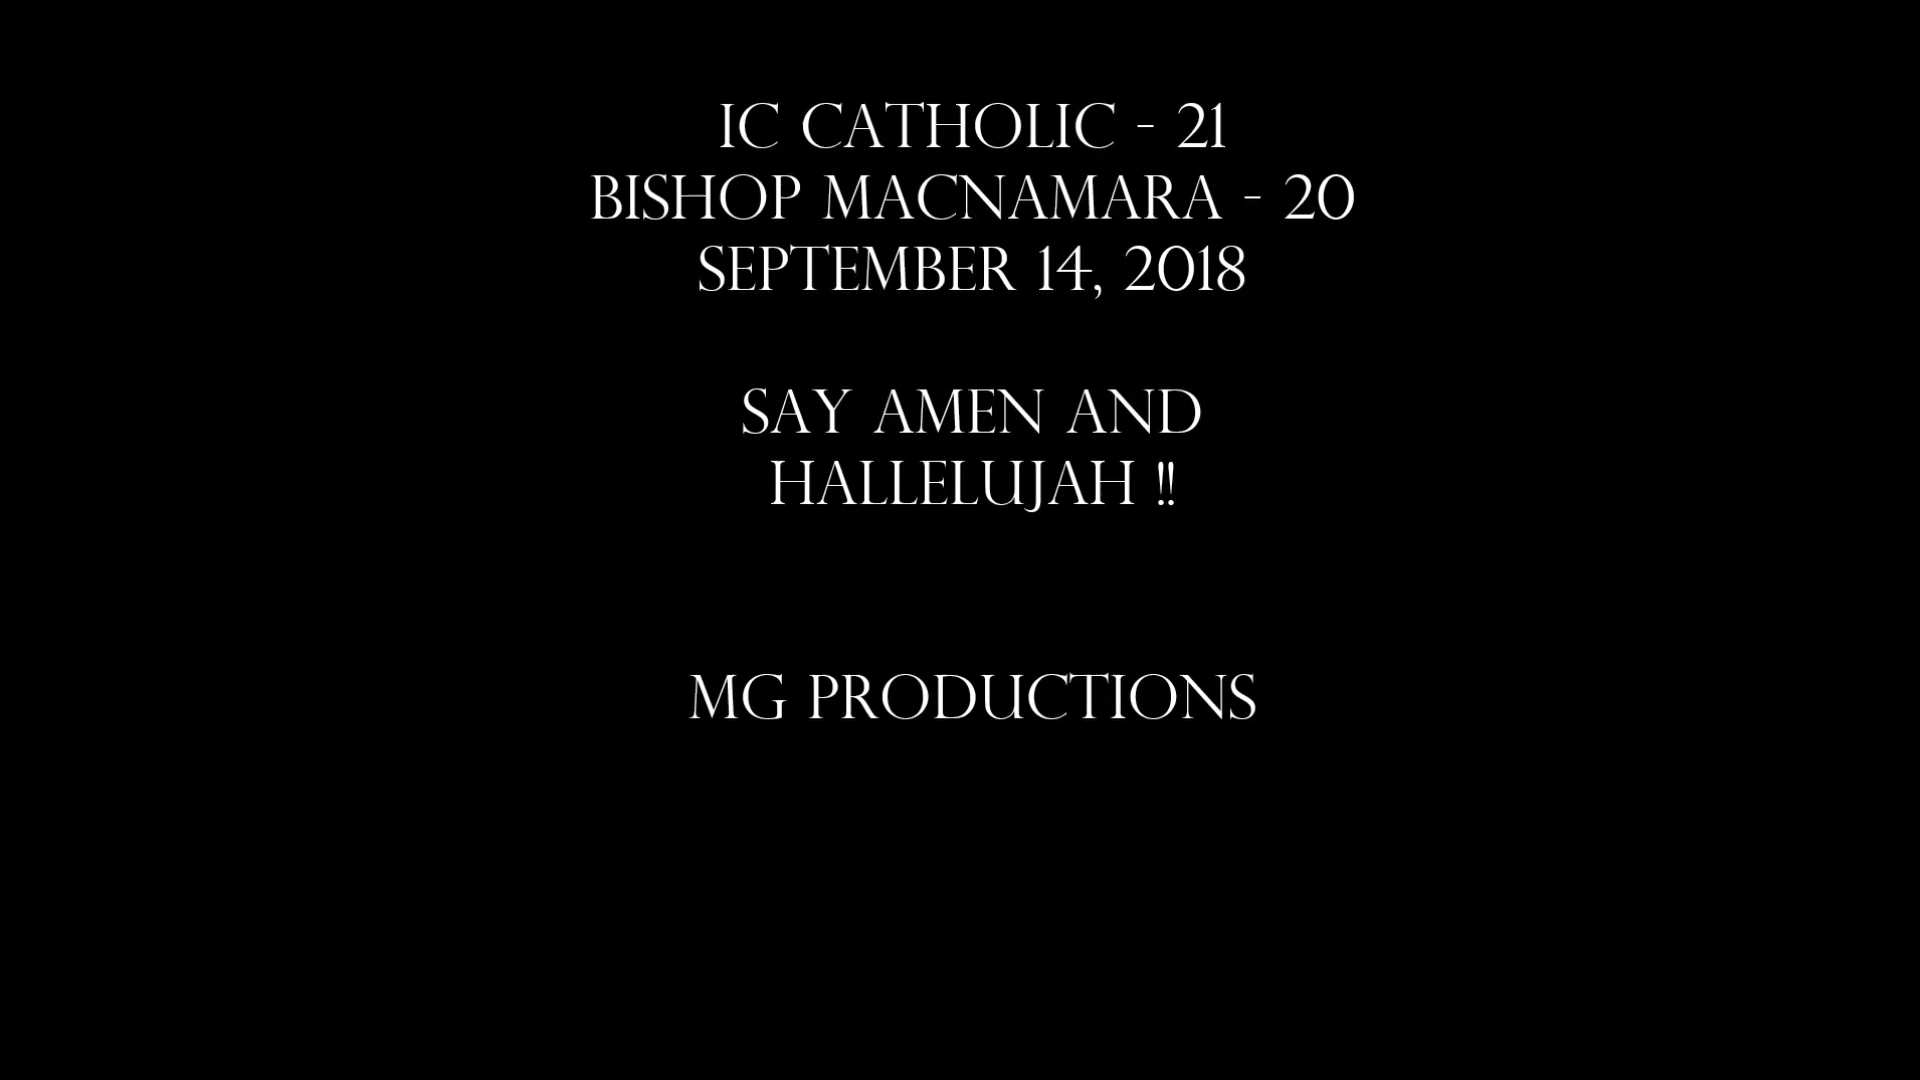 IC CATHOLIC - 21
BISHOP MACNAMARA - 20
SEPTEMBER 14, 2018
SAY AMEN AND
HALLELUJAH !!
MG PRODUCTIONS